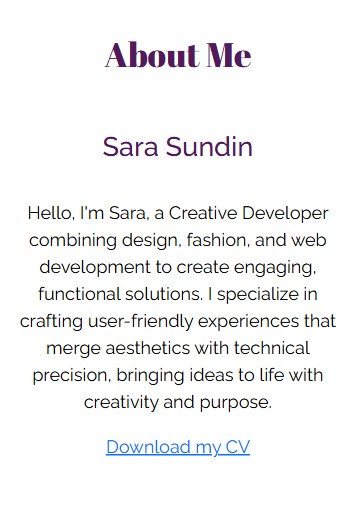 About Me
Sara Sundin
Hello, I'm Sara, a Creative Developer
combining design, fashion, and web
development to create engaging,
functional solutions. I specialize in
crafting user-friendly experiences that
merge aesthetics with technical
precision, bringing ideas to life with
creativity and purpose.
Download my CV